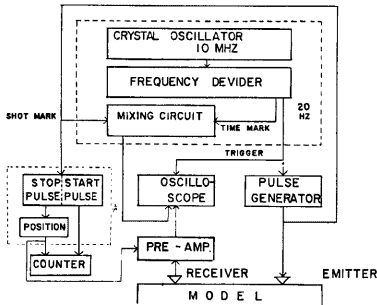 CRYSTAL OSCILLATOR
10 MHZ
FREQUENCY DEVIDER
MIXING CIRCUIT
20
HZ
SHOT MARK
TIME MARK
TRIGGER
STOP START
PULSE PULSE
OSCILLO-
SCOPE
PULSE
GENERATOR
POSITION
COUNTER
PRE-AMP.
RECEIVER
EMITTER
MODEL